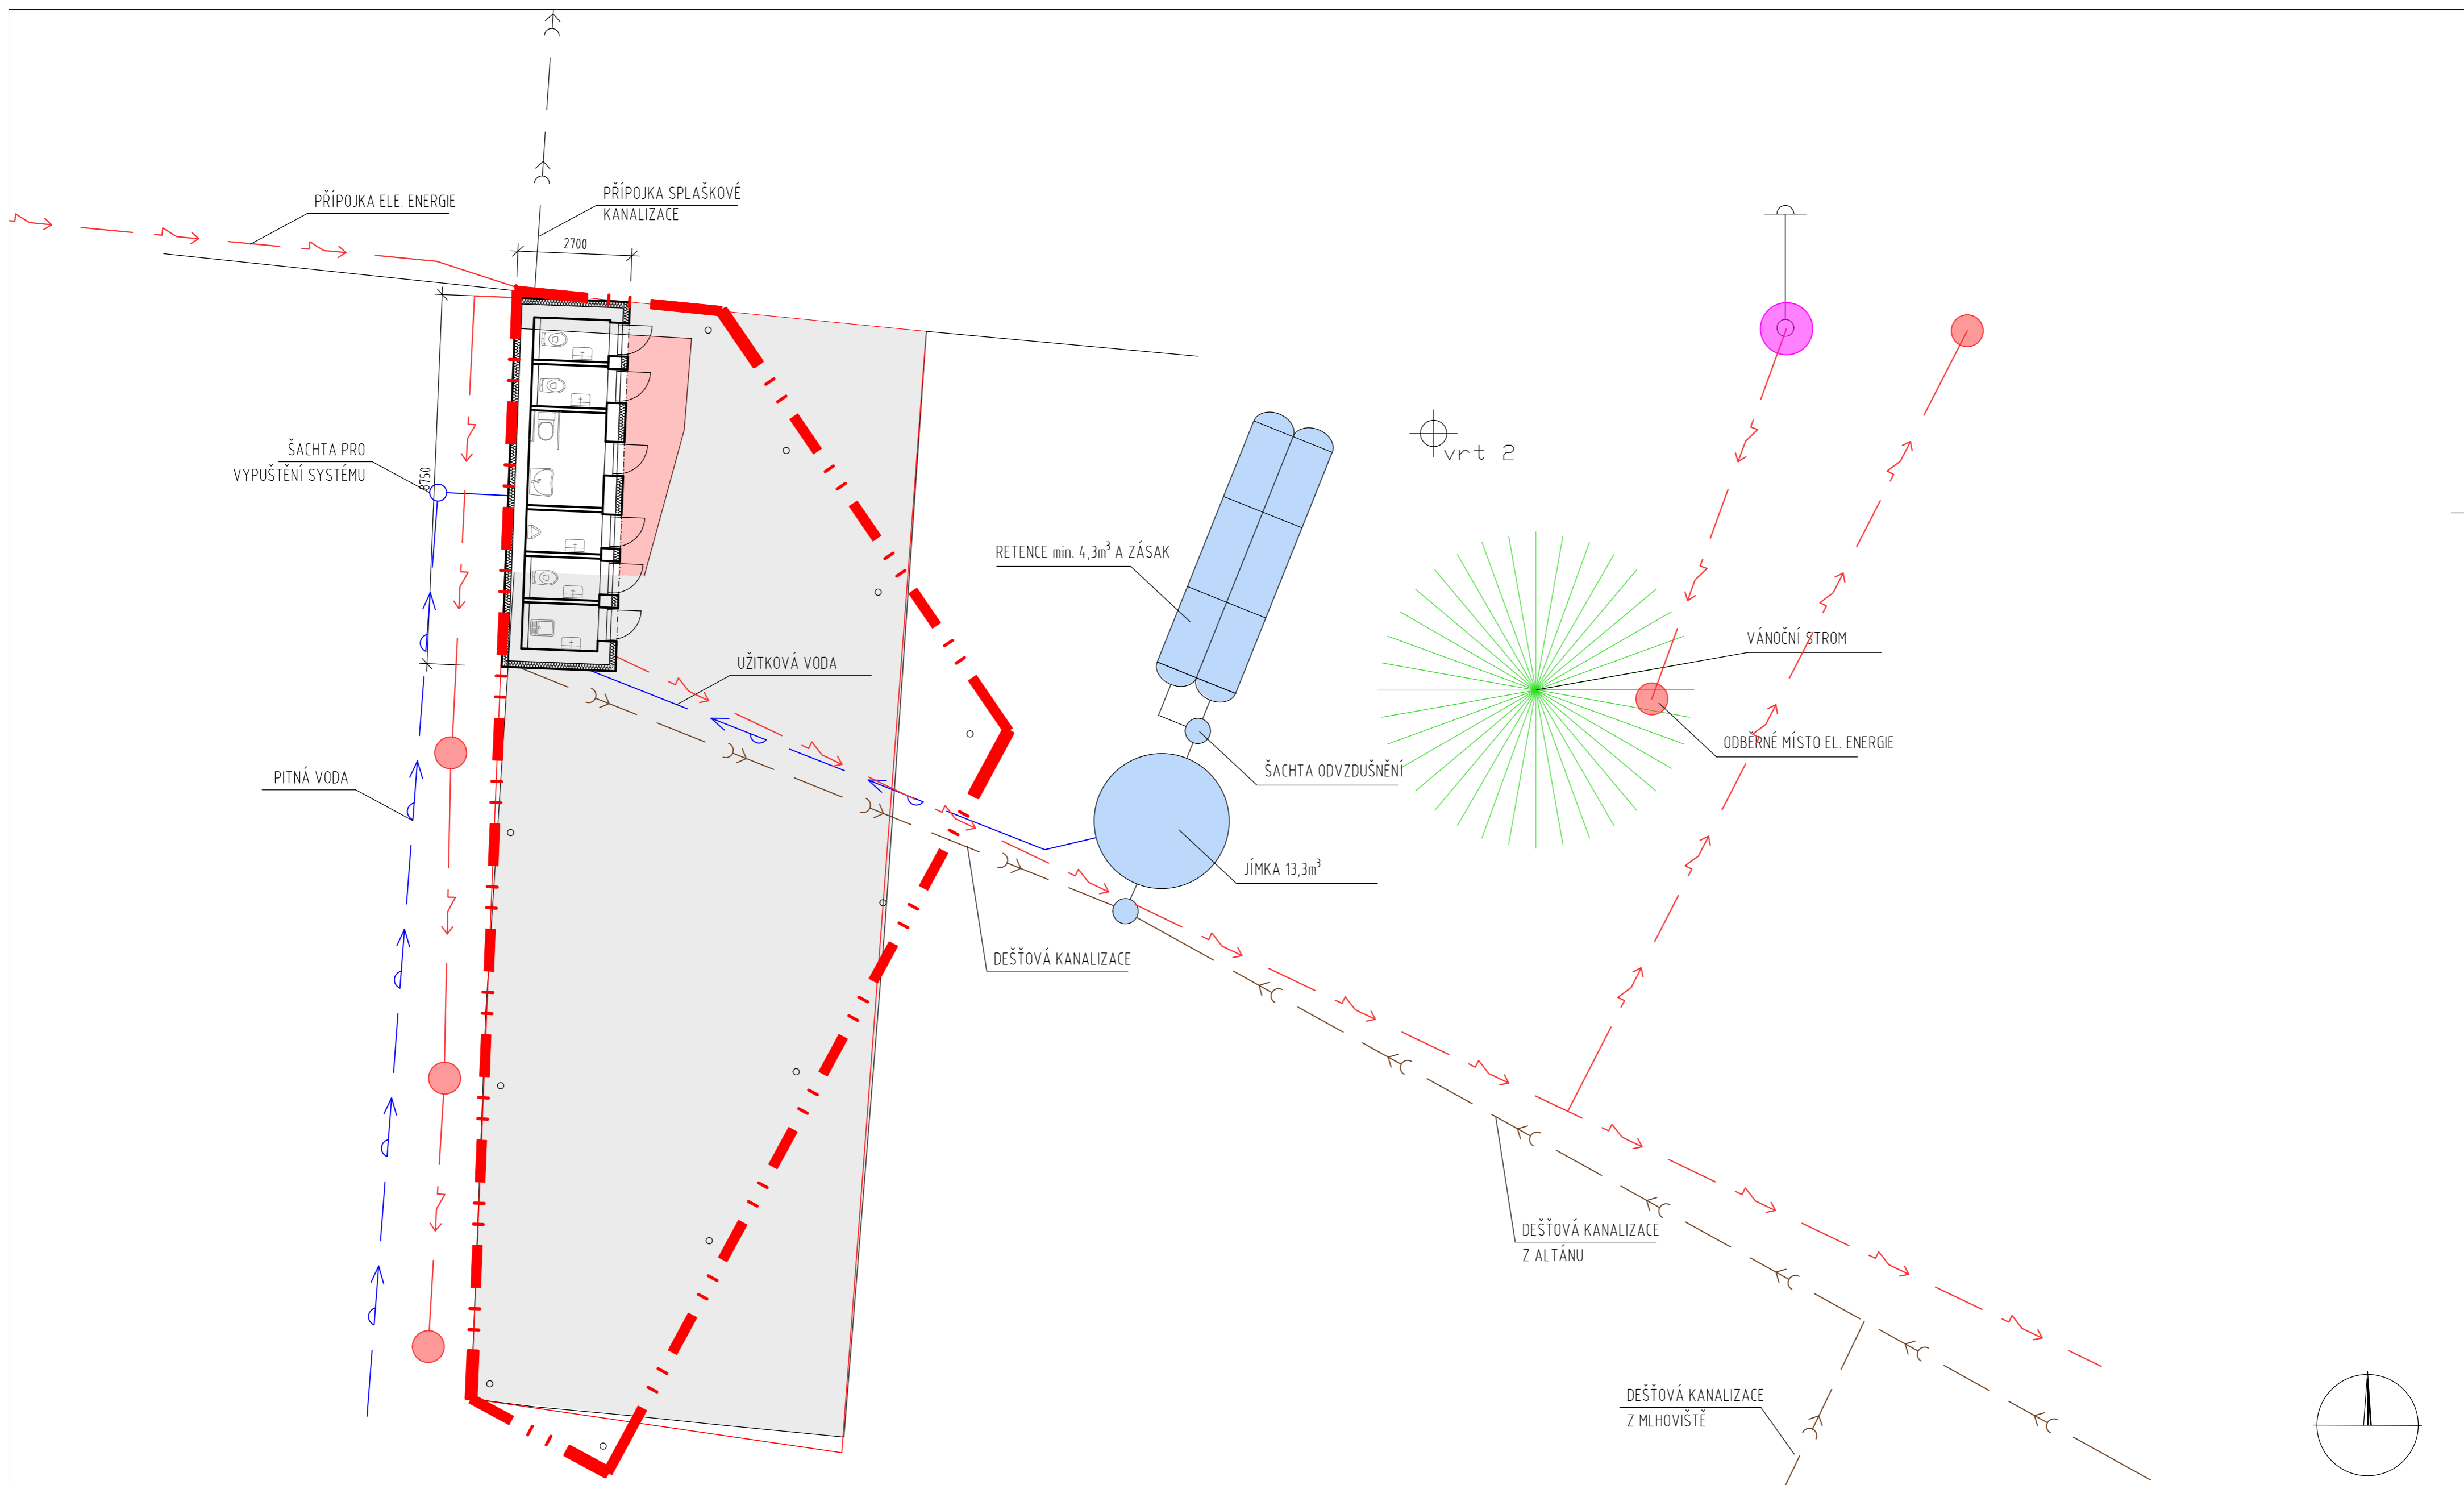 PŘÍPOJKA SPLAŠKOVÉ
KANALIZACE
PŘÍPOJKA ELE. ENERGIE
2700
ŠACHTA PRO
VYPUŠTĚNÍ SYSTÉMU
8750
vrt 2
RETENCE min. 4,3m³ A ZÁSAK
VÁNOČNÍ STROM
UŽITKOVÁ VODA
ODBĚRNÉ MÍSTO EL. ENERGIE
ŠACHTA ODVZDUŠNĚNÍ
PITNÁ VODA
JÍMKA 13,3m³
DEŠŤOVÁ KANALIZACE
DEŠŤOVÁ KANALIZACE
Z ALTÁNU
DEŠŤOVÁ KANALIZACE
Z MLHOVIŠTĚ